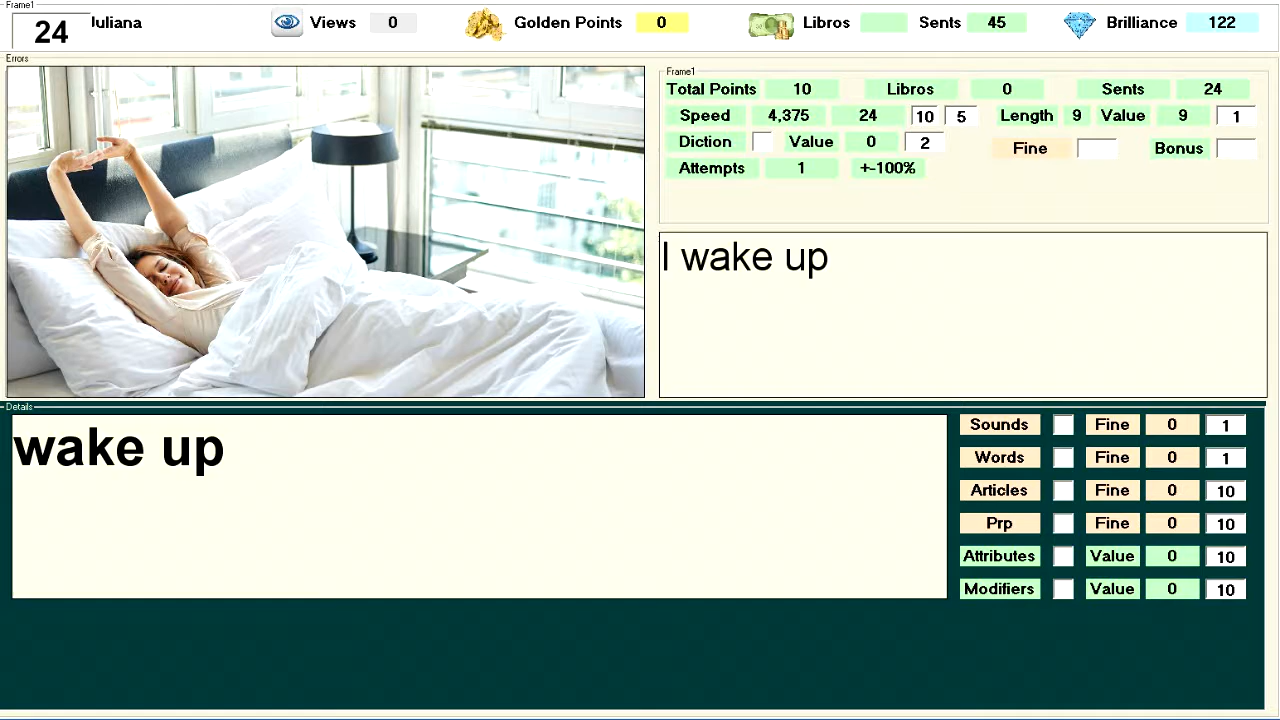 Frame1
24 Iuliana Views 0 Golden Points 0 Libros Sents 45 Brilliance 122
Errors
Frame1
Total Points 10 Libros 0 Sents 24
Speed 4,375 24 10 5 Length 9 Value 9 1
Diction Value 0 2
Fine Bonus
Attempts 1 +-100%
I wake up
Details
wake up
Sounds Fine 0 1
Words Fine 0 1
Articles Fine 0 10
Prp Fine 0 10
Attributes Value 0 10
Modifiers Value 0 10